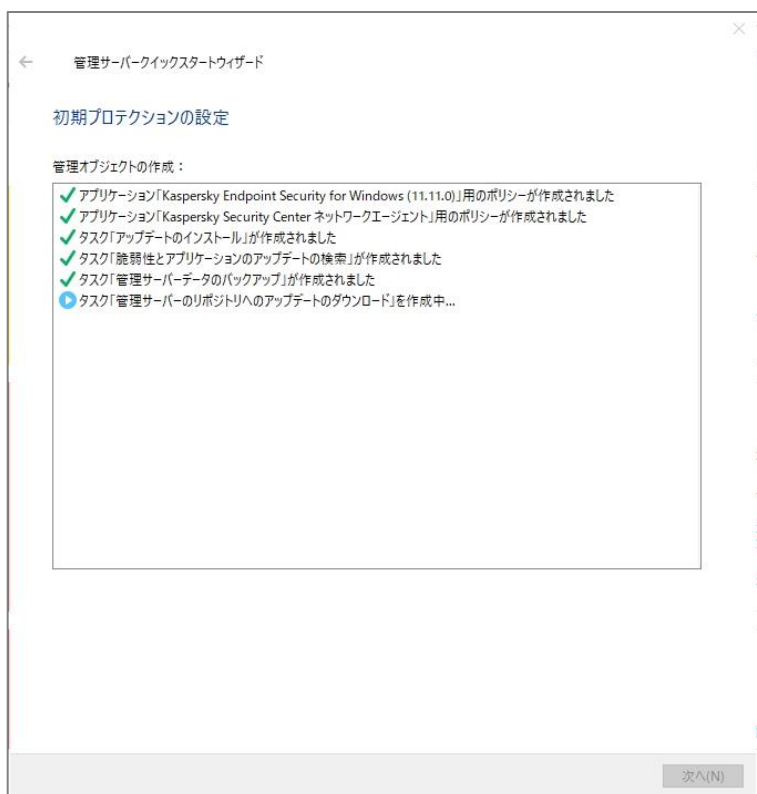 管理サーバークイックスタートウィザード
初期プロテクションの設定
管理オブジェクトの作成：
アプリケーション「Kaspersky Endpoint Security for Windows (11.11.0)」用のポリシーが作成されました
アプリケーション「Kaspersky Security Center ネットワークエージェント」用のポリシーが作成されました
タスク「アップデートのインストール」が作成されました
タスク「脆弱性とアプリケーションのアップデートの検索」が作成されました
タスク「管理サーバーデータのバックアップ」が作成されました
タスク「管理サーバーのリポジトリへのアップデートのダウンロード」を作成中...
次へ(N)